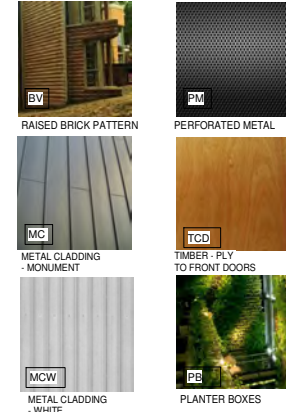 BV
PM
RAISED BRICK PATTERN
PERFORATED METAL
MC
TCD
METAL CLADDING
- MONUMENT
TIMBER - PLY
TO FRONT DOORS
MCW
PB
METAL CLADDING
- WHITE
PLANTER BOXES